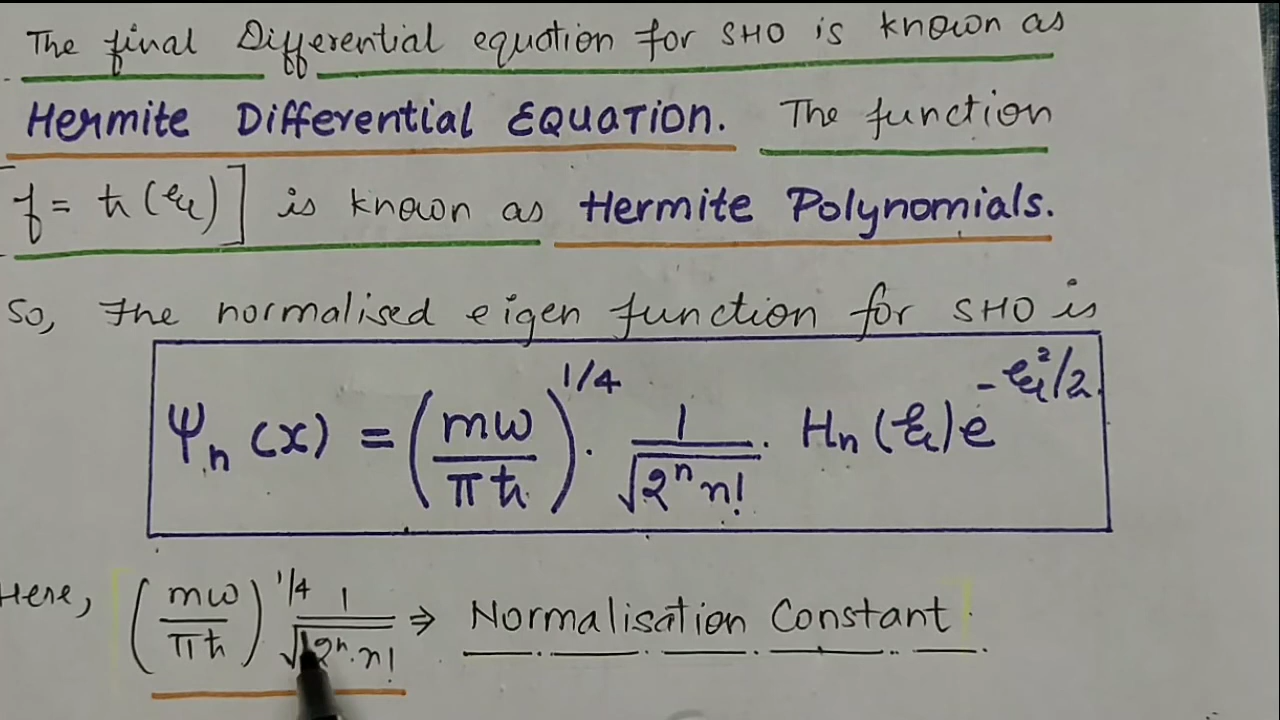 The final Differential equation for SHO is known as
Hermite Differential EQUATION. The function
f = ℏ(ξ)] is known as Hermite Polynomials.
So, the normalised eigen function for SHO is
Ψn (x) = (mω/πℏ)^1/4 . 1/√2^n n! . Hn (ξ) e^-ξ²/2.
Here, (mω/πℏ)^1/4 1/√2^n . n! ⇒ Normalisation Constant